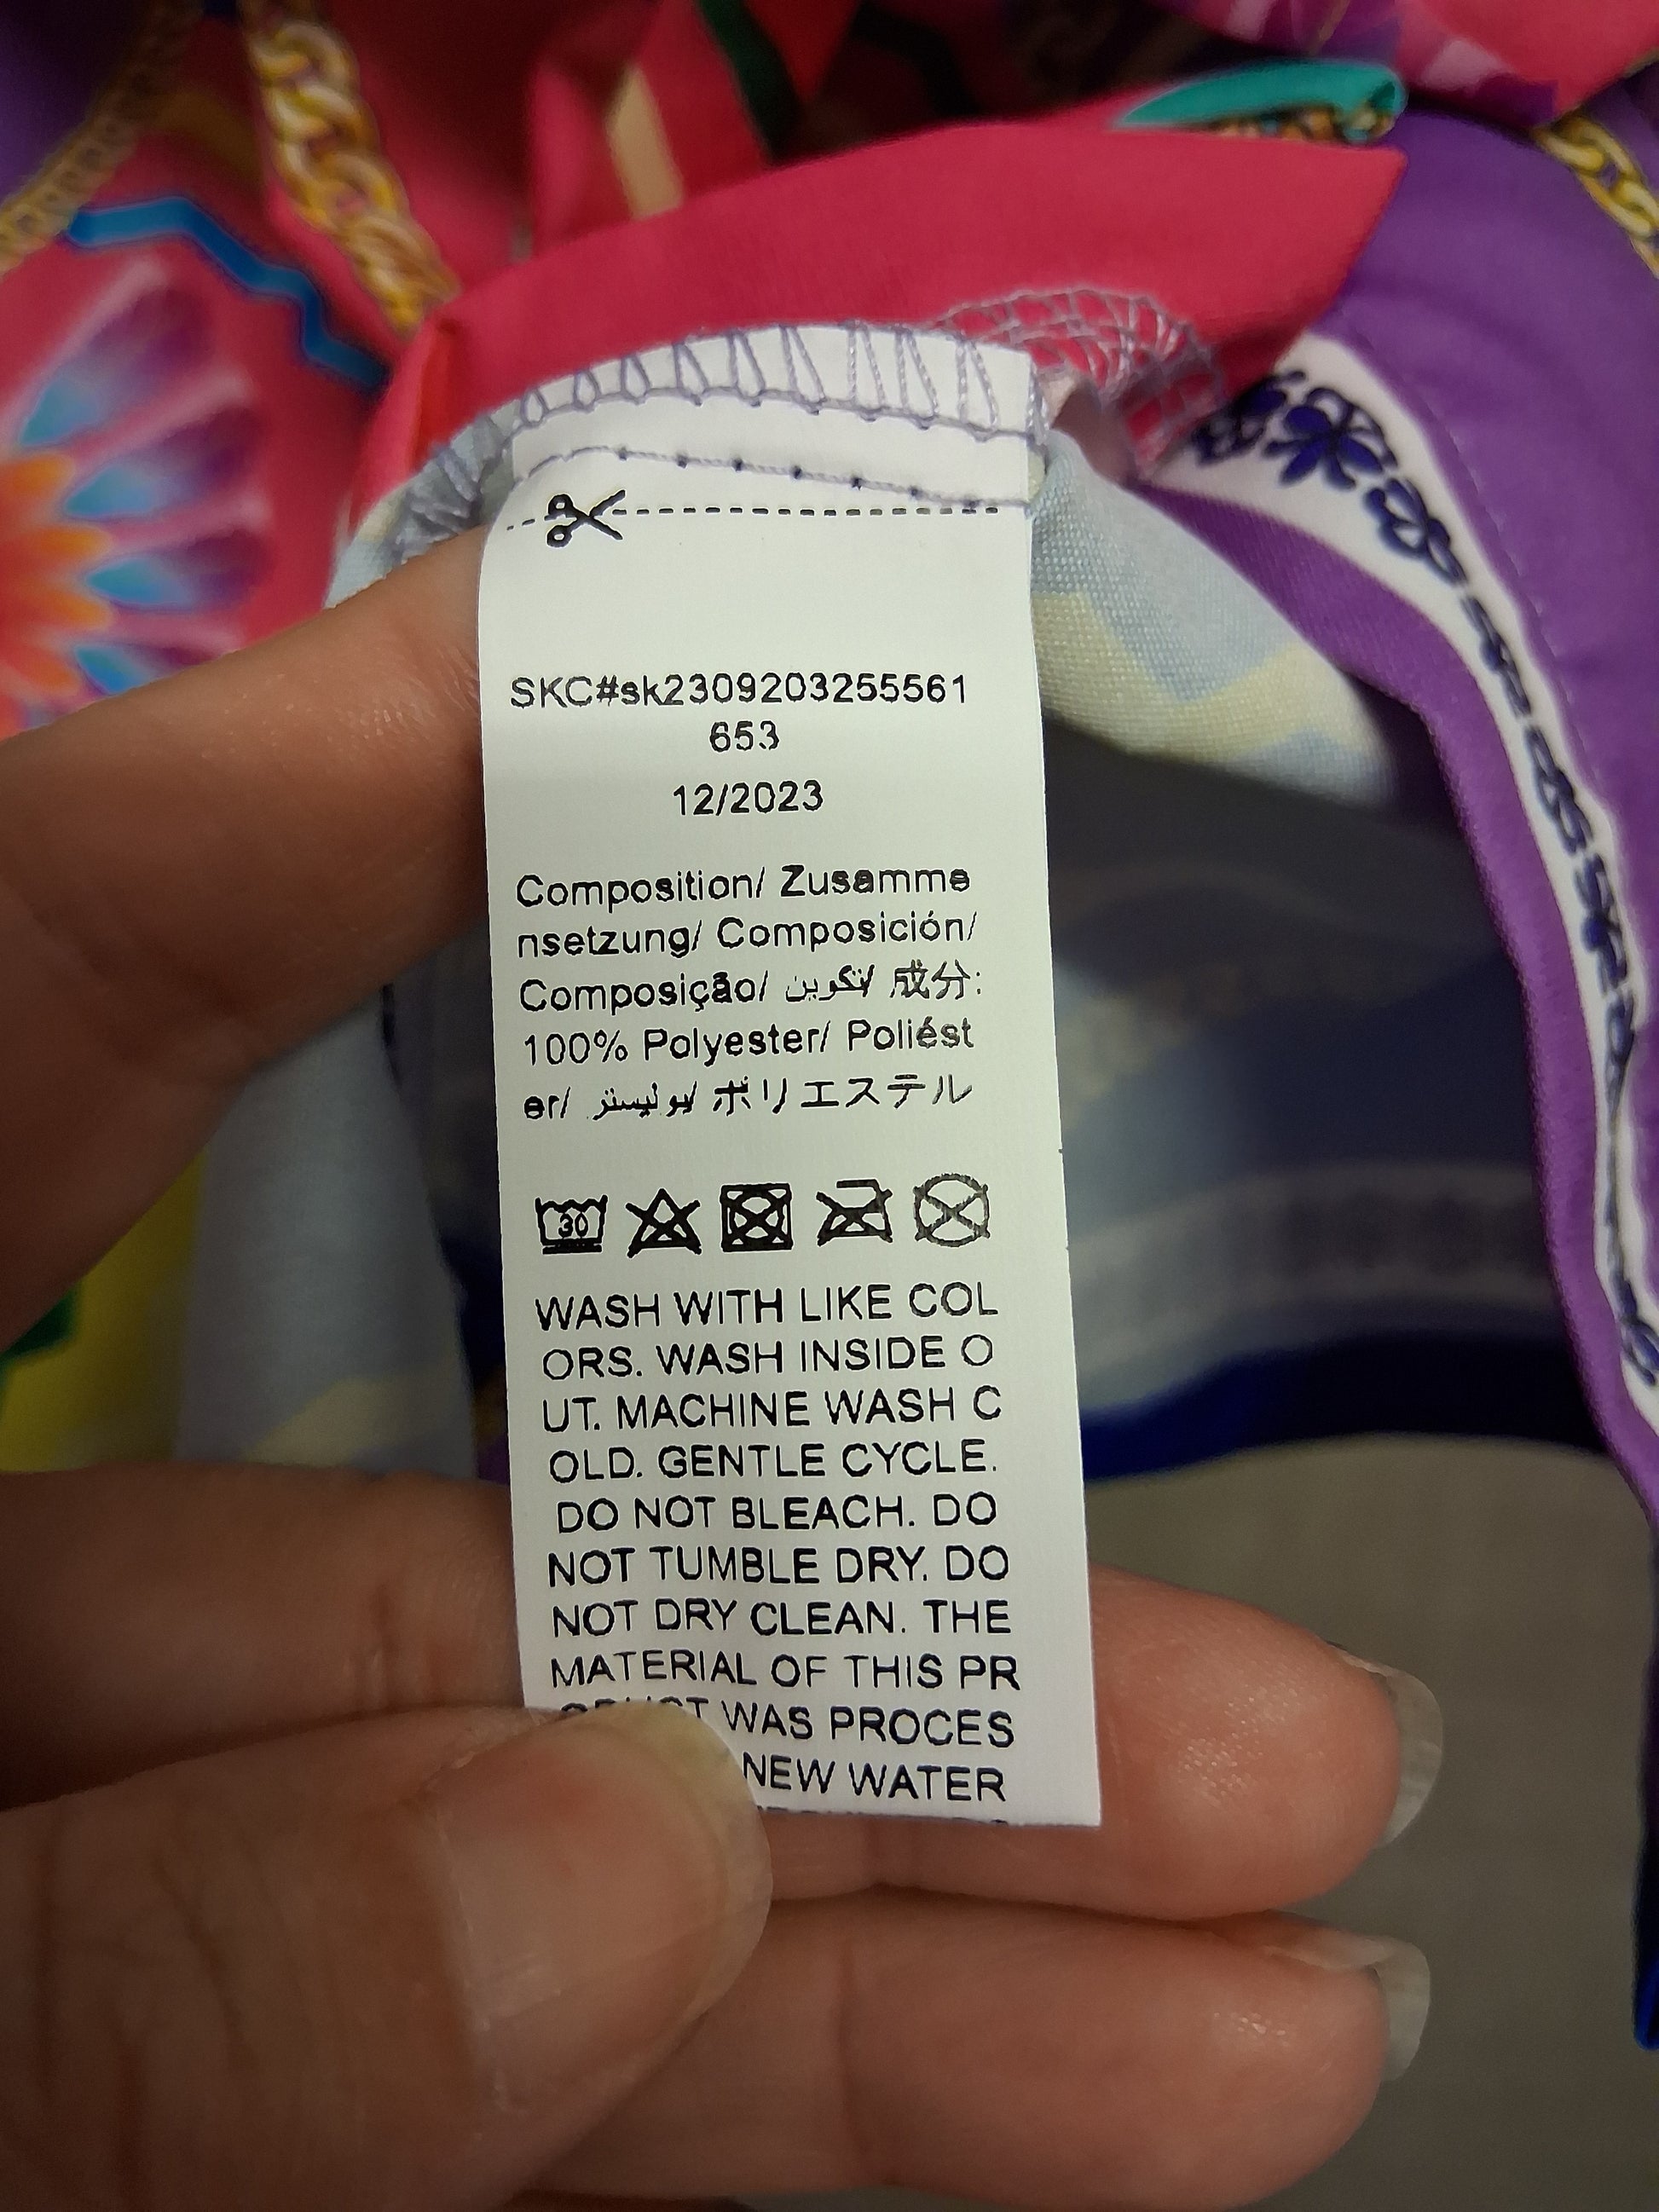 SKC#sk2309203255561
653
12/2023
Composition/ Zusamme
nsetzung/ Composición/
Composição/ تكوين/ 成分:
100% Polyester/ Poliést
er/ بوليستر/ ポリエステル
30
WASH WITH LIKE COL
ORS. WASH INSIDE O
UT. MACHINE WASH C
OLD. GENTLE CYCLE.
DO NOT BLEACH. DO
NOT TUMBLE DRY. DO
NOT DRY CLEAN. THE
MATERIAL OF THIS PR
WAS PROCES
NEW WATER